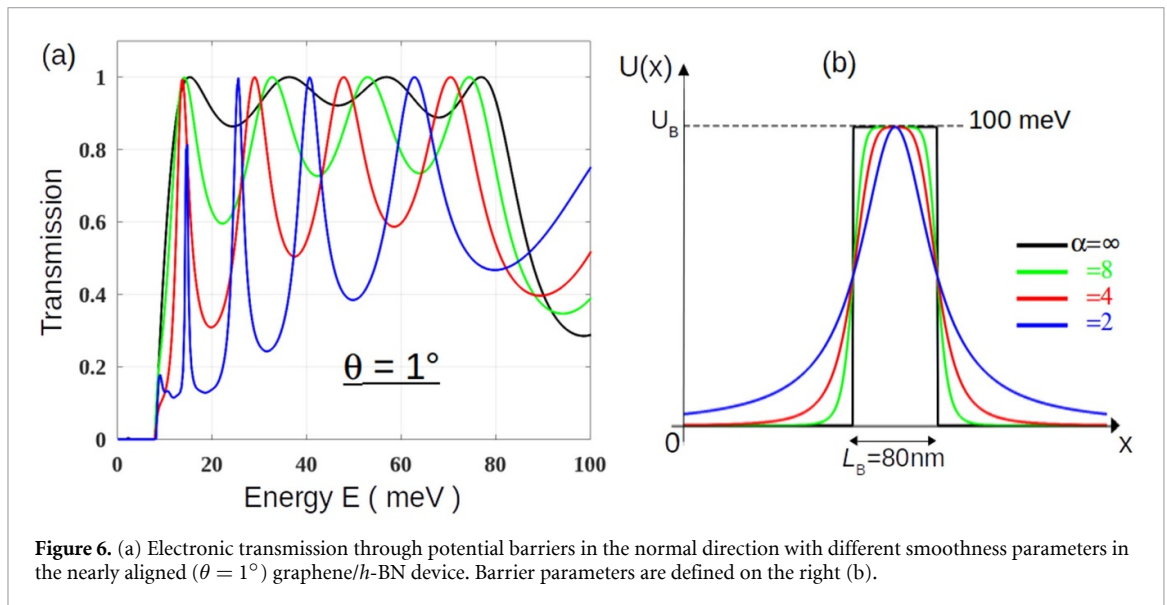 (a)
Transmission
1
0.8
0.6
0.4
0.2
0
0 20 40 60 80 100
Energy E ( meV )
θ = 1°
(b)
U(x)
U_B
100 meV
α=∞
=8
=4
=2
0
X
L_B=80nm
Figure 6. (a) Electronic transmission through potential barriers in the normal direction with different smoothness parameters in
the nearly aligned (θ = 1°) graphene/h-BN device. Barrier parameters are defined on the right (b).